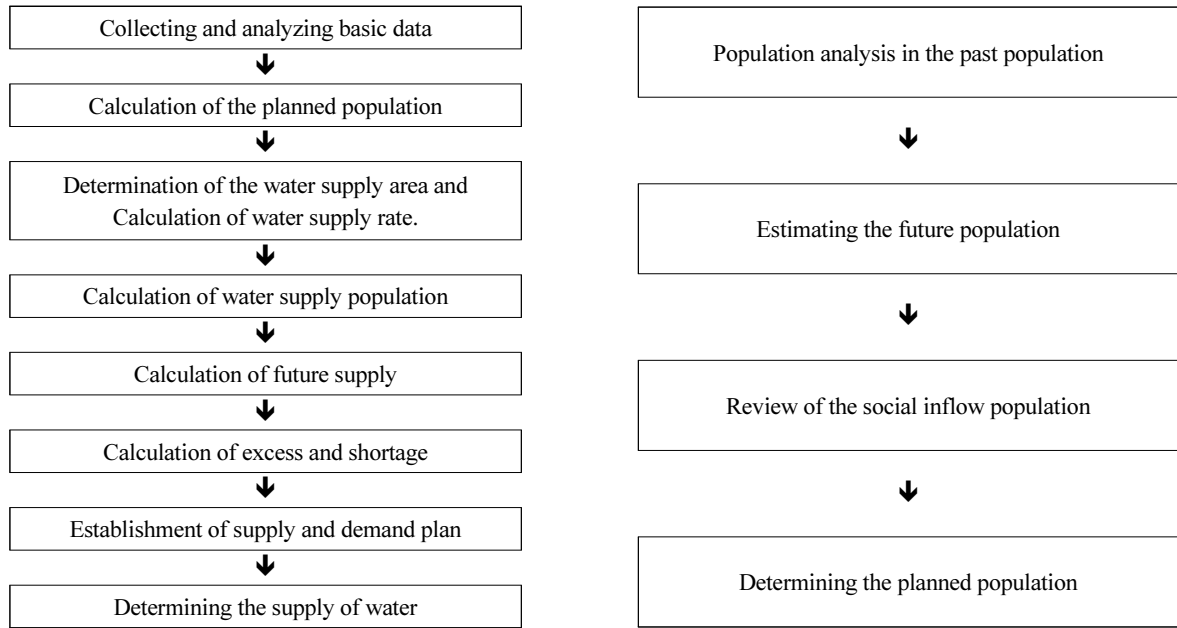 Collecting and analyzing basic data
Calculation of the planned population
Determination of the water supply area and
Calculation of water supply rate.
Calculation of water supply population
Calculation of future supply
Calculation of excess and shortage
Establishment of supply and demand plan
Determining the supply of water
Population analysis in the past population
Estimating the future population
Review of the social inflow population
Determining the planned population